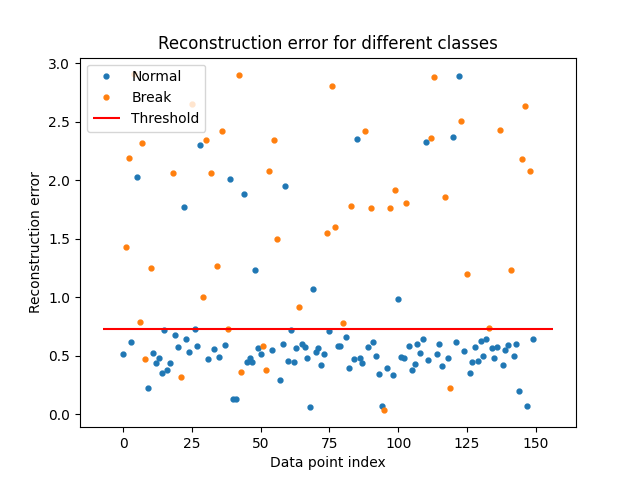 Reconstruction error for different classes
Normal
Break
Threshold
Reconstruction error
3.0
2.5
2.0
1.5
1.0
0.5
0.0
0 25 50 75 100 125 150
Data point index